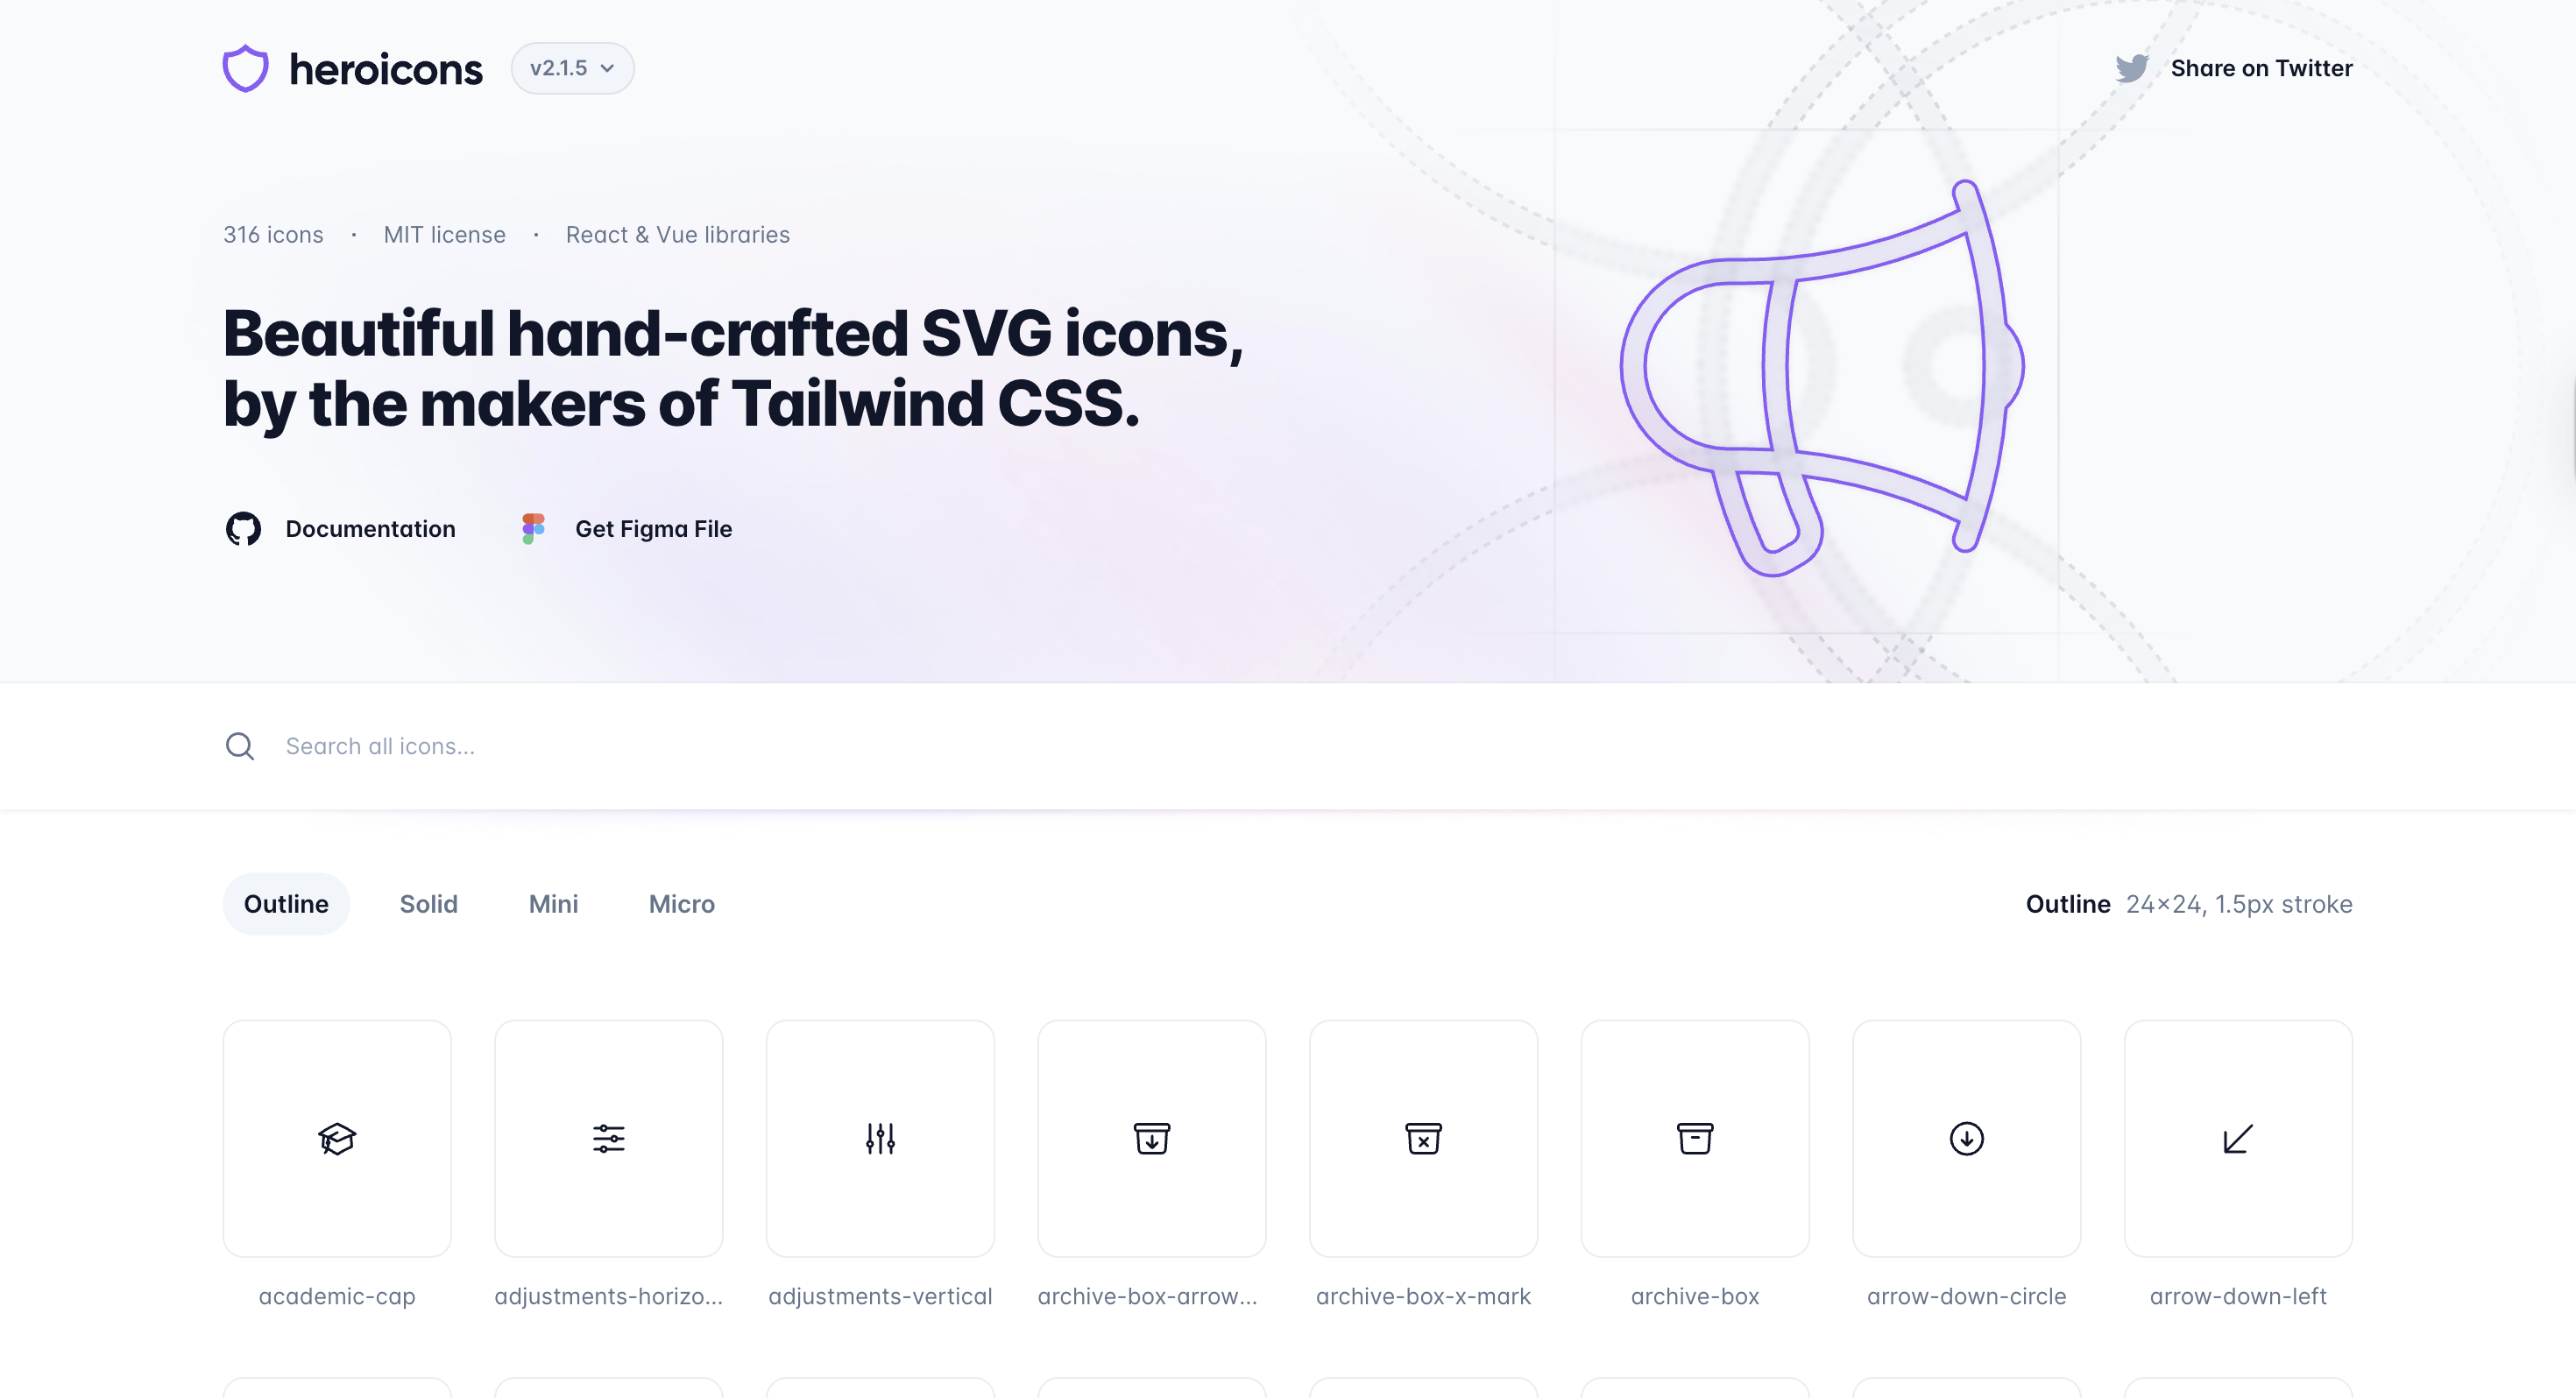 heroicons v2.1.5 Share on Twitter
316 icons · MIT license · React & Vue libraries
Beautiful hand-crafted SVG icons,
by the makers of Tailwind CSS.
Documentation Get Figma File
Search all icons...
Outline Solid Mini Micro Outline 24×24, 1.5px stroke
academic-cap adjustments-horizo... adjustments-vertical archive-box-arrow... archive-box-x-mark archive-box arrow-down-circle arrow-down-left